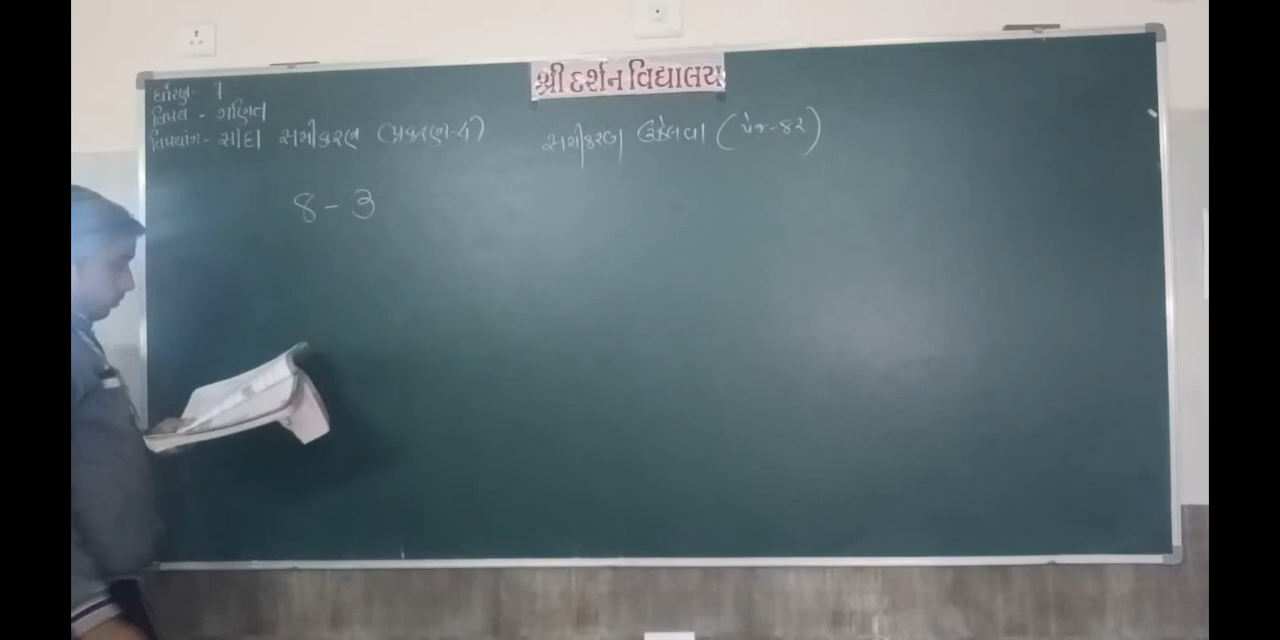 શ્રી દર્શન વિદ્યાલય
ધોરણ - 7
વિષય - ગણિત
વિષયાંગ - સાદા સમીકરણ (પ્રકરણ-4)
સમીકરણ ઉકેલવા (પેજ-82)
8 - 3